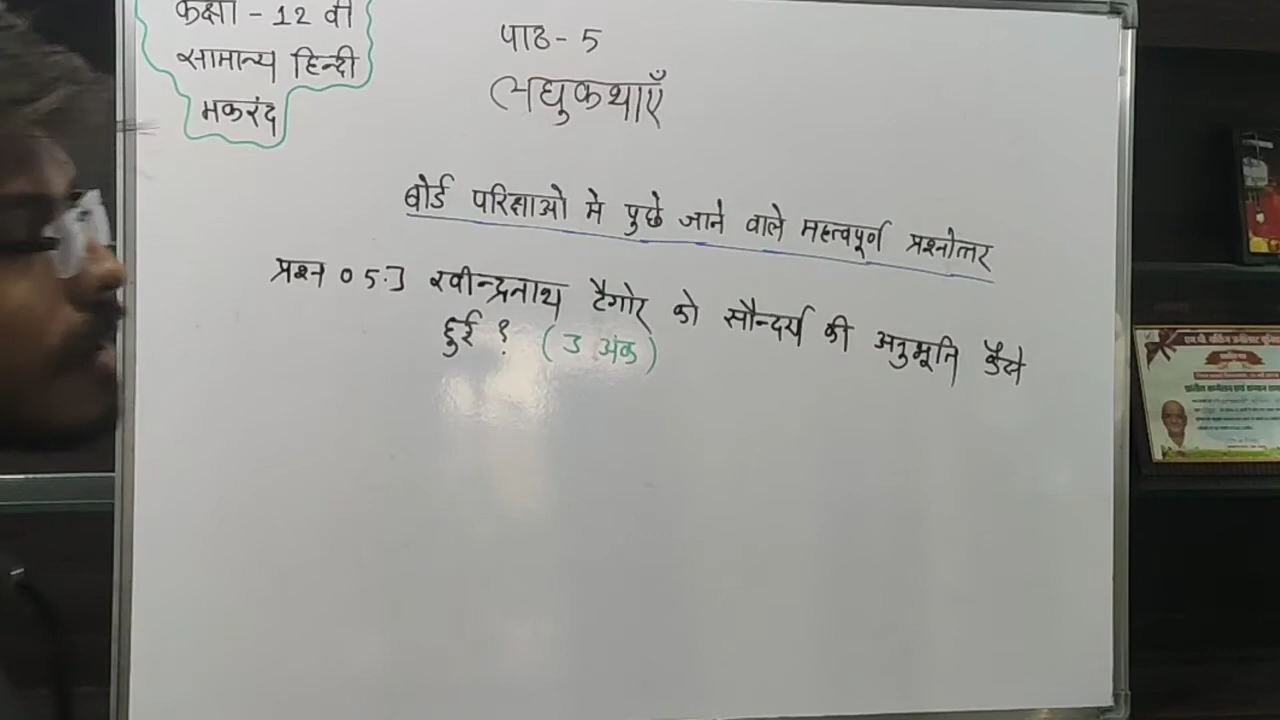 कक्षा - 12 वी
सामान्य हिन्दी
मकरंद
पाठ - 5
लघुकथाएँ
बोर्ड परिक्षाओ मे पुछे जाने वाले महत्वपूर्ण प्रश्नोत्तर
प्रश्न 05.] रवीन्द्रनाथ टैगोर को सौन्दर्य की अनुभूति कैसे
हुई ? (3 अंक)